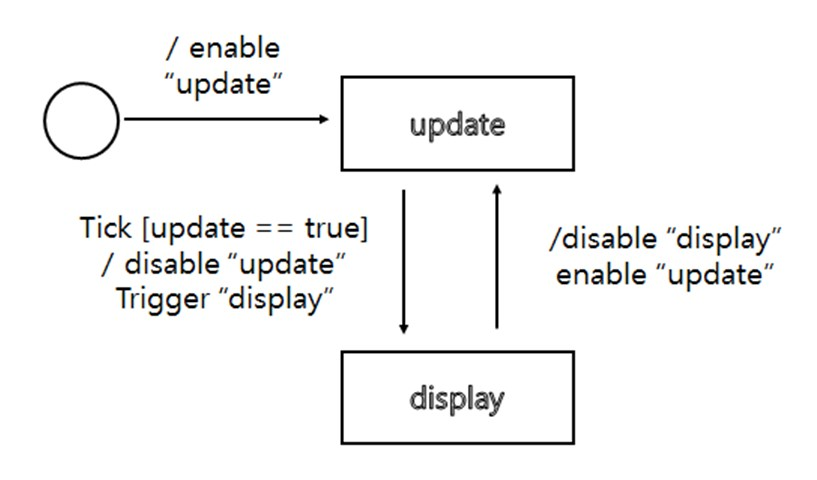 / enable
“update”
update
Tick [update == true]
/ disable “update”
Trigger “display”
/disable “display”
enable “update”
display